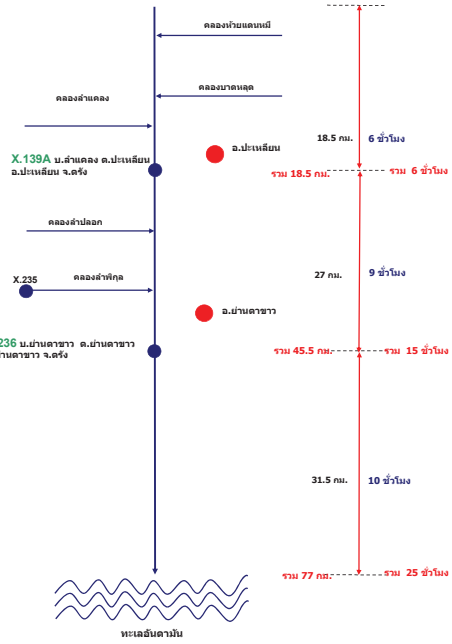 คลองห้วยแดนหมี
คลองบาดหลุด
คลองลำแคลง
18.5 กม. 6 ชั่วโมง
อ.ปะเหลียน
X.139A บ.ลำแคลง ต.ปะเหลียน
อ.ปะเหลียน จ.ตรัง
รวม 18.5 กม. รวม 6 ชั่วโมง
คลองลำปลอก
X.235 คลองลำพิกุล
27 กม. 9 ชั่วโมง
อ.ย่านตาขาว
236 บ.ย่านตาขาว ต.ย่านตาขาว
านตาขาว จ.ตรัง
รวม 45.5 กม. รวม 15 ชั่วโมง
31.5 กม. 10 ชั่วโมง
รวม 77 กม. รวม 25 ชั่วโมง
ทะเลอันดามัน